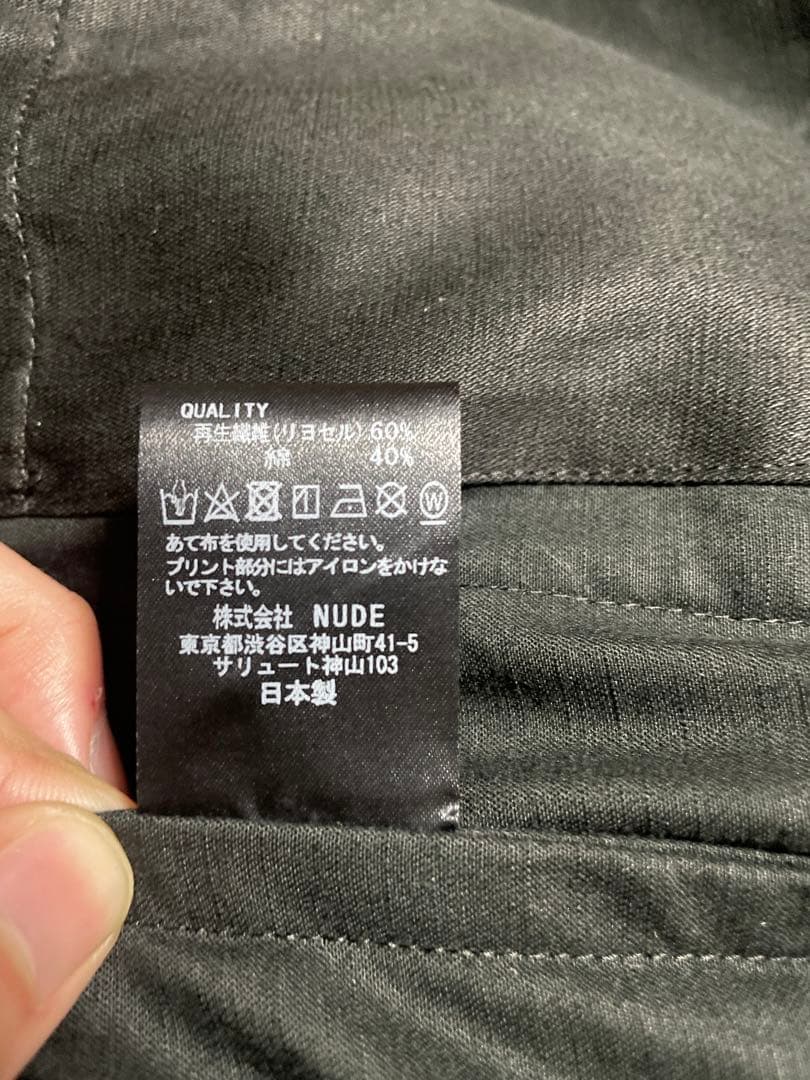 QUALITY
再生繊維(リヨセル) 60%
綿 40%
W
あて布を使用してください。
プリント部分にはアイロンをかけな
いで下さい。
株式会社 NUDE
東京都渋谷区神山町41-5
サリュート神山103
日本製